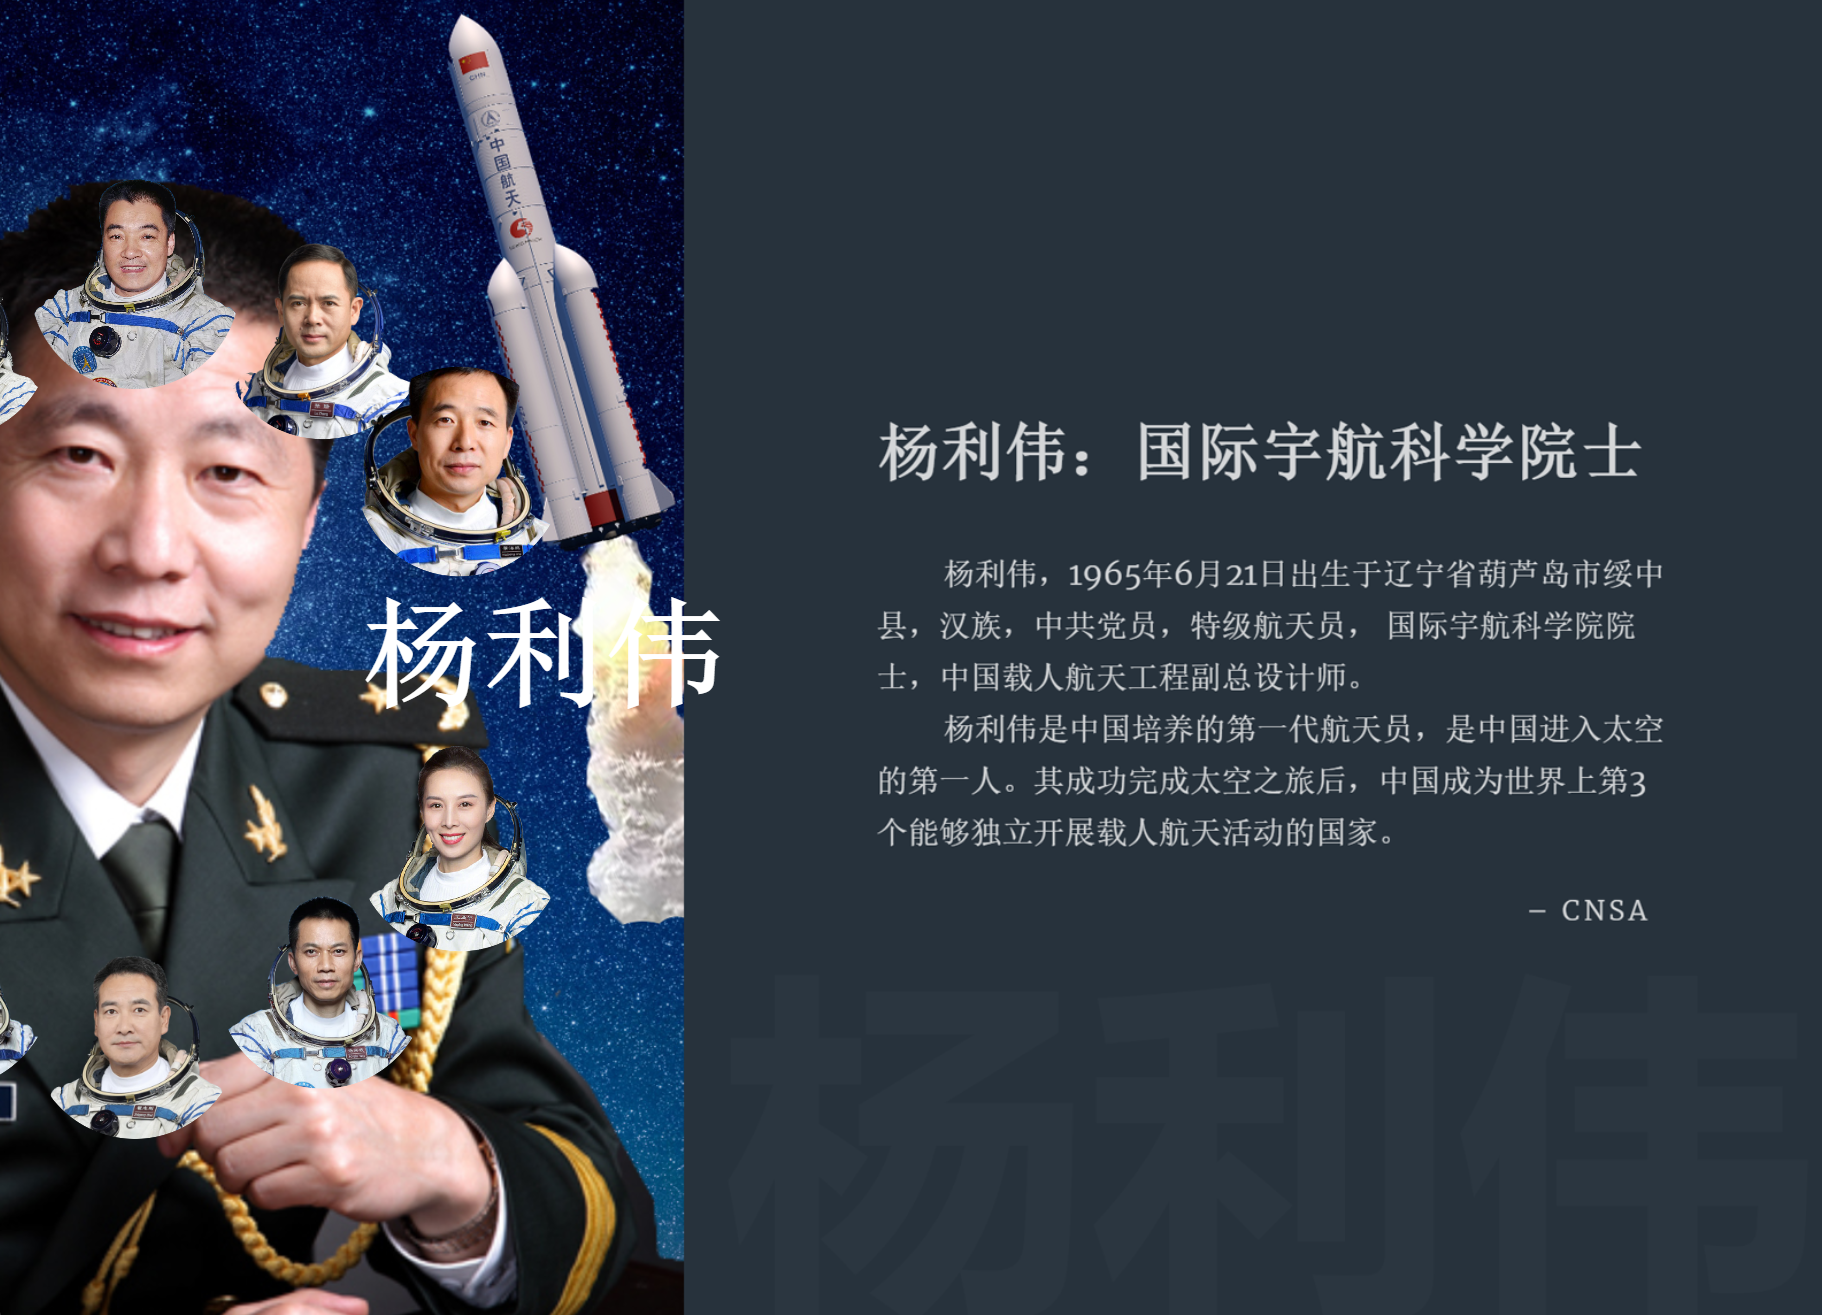 CHN
中国航天
杨利伟
杨利伟：国际宇航科学院士
杨利伟，1965年6月21日出生于辽宁省葫芦岛市绥中
县，汉族，中共党员，特级航天员， 国际宇航科学院院
士，中国载人航天工程副总设计师。
杨利伟是中国培养的第一代航天员，是中国进入太空
的第一人。其成功完成太空之旅后，中国成为世界上第3
个能够独立开展载人航天活动的国家。
– CNSA
杨利伟